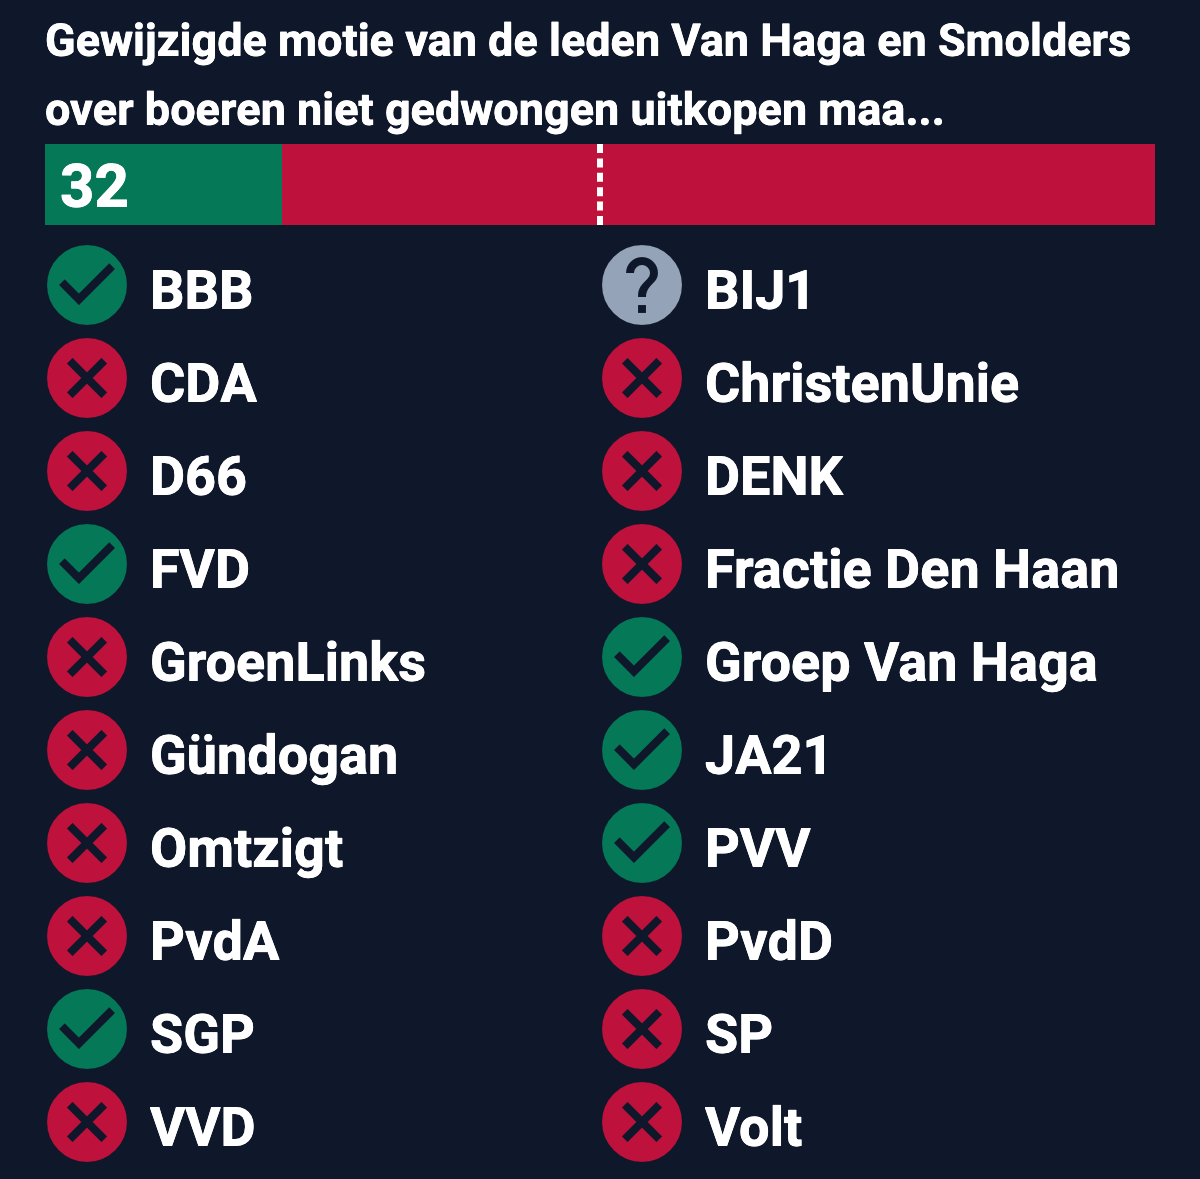 Gewijzigde motie van de leden Van Haga en Smolders
over boeren niet gedwongen uitkopen maa...
32
BBB
BIJ1
CDA
ChristenUnie
D66
DENK
FVD
Fractie Den Haan
GroenLinks
Groep Van Haga
Gündogan
JA21
Omtzigt
PVV
PvdA
PvdD
SGP
SP
VVD
Volt